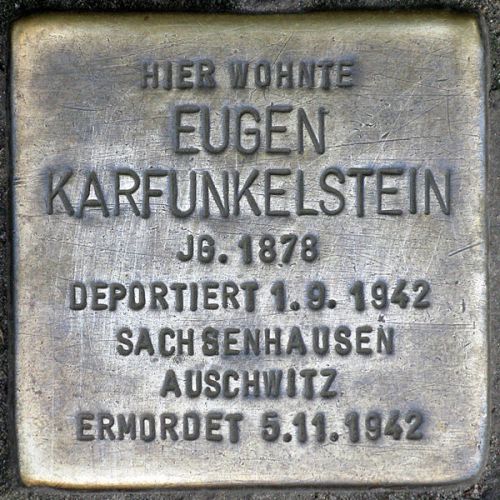 HIER WOHNTE
EUGEN
KARFUNKELSTEIN
JG. 1878
DEPORTIERT 1.9. 1942
SACHSENHAUSEN
AUSCHWITZ
ERMORDET 5.11.1942